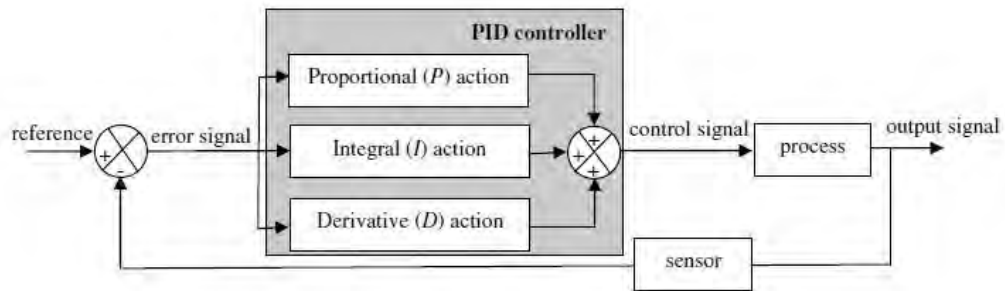 PID controller
Proportional (P) action
reference
+
-
error signal
Integral (I) action
+
+
+
control signal
process
output signal
Derivative (D) action
sensor